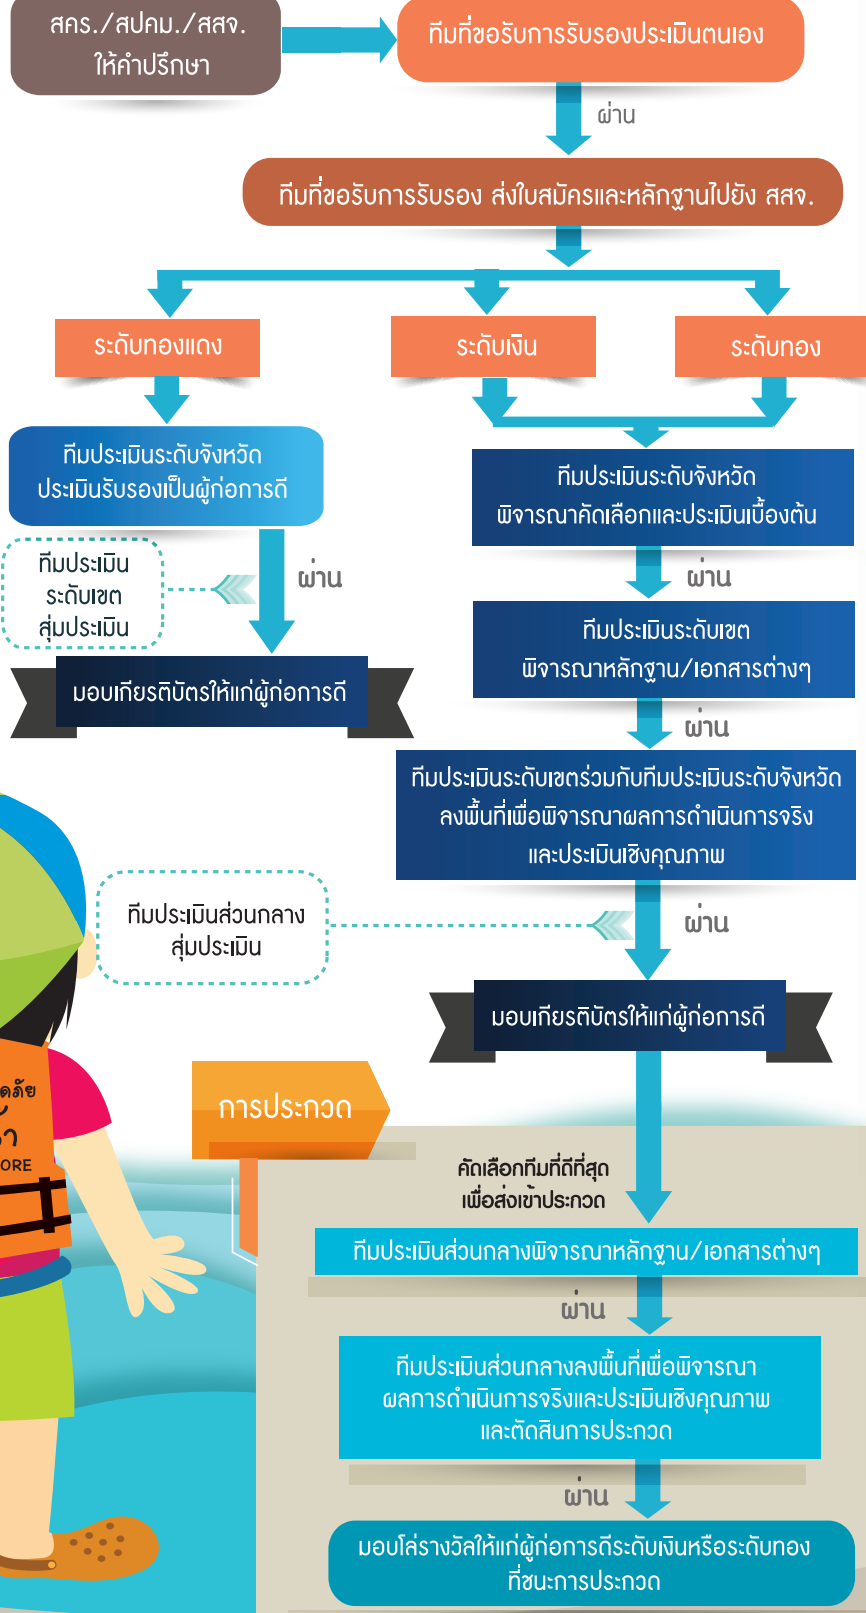 สคร./สปคม./สสจ.
ให้คำปรึกษา
ทีมที่ขอรับการรับรองประเมินตนเอง
ผ่าน
ทีมที่ขอรับการรับรอง ส่งใบสมัครและหลักฐานไปยัง สสจ.
ระดับทองแดง
ระดับเงิน
ระดับทอง
ทีมประเมินระดับจังหวัด
ประเมินรับรองเป็นผู้ก่อการดี
ทีมประเมิน
ระดับเขต
สุ่มประเมิน
ผ่าน
มอบเกียรติบัตรให้แก่ผู้ก่อการดี
ทีมประเมินระดับจังหวัด
พิจารณาคัดเลือกและประเมินเบื้องต้น
ผ่าน
ทีมประเมินระดับเขต
พิจารณาหลักฐาน/เอกสารต่างๆ
ผ่าน
ทีมประเมินระดับเขตร่วมกับทีมประเมินระดับจังหวัด
ลงพื้นที่เพื่อพิจารณาผลการดำเนินการจริง
และประเมินเชิงคุณภาพ
ทีมประเมินส่วนกลาง
สุ่มประเมิน
ผ่าน
มอบเกียรติบัตรให้แก่ผู้ก่อการดี
การประกวด
คัดเลือกทีมที่ดีที่สุด
เพื่อส่งเข้าประกวด
ทีมประเมินส่วนกลางพิจารณาหลักฐาน/เอกสารต่างๆ
ผ่าน
ทีมประเมินส่วนกลางลงพื้นที่เพื่อพิจารณา
ผลการดำเนินการจริงและประเมินเชิงคุณภาพ
และตัดสินการประกวด
ผ่าน
มอบโล่รางวัลให้แก่ผู้ก่อการดีระดับเงินหรือระดับทอง
ที่ชนะการประกวด